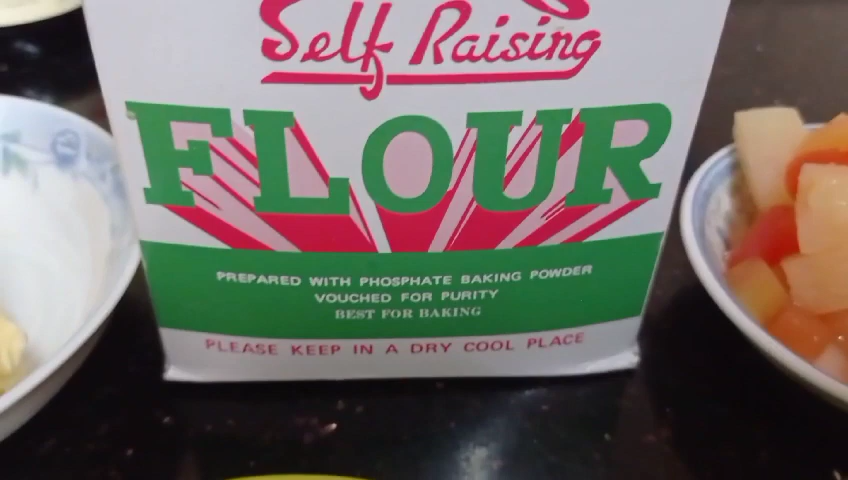 Self Raising
FLOUR
PREPARED WITH PHOSPHATE BAKING POWDER
VOUCHED FOR PURITY
BEST FOR BAKING
PLEASE KEEP IN A DRY COOL PLACE